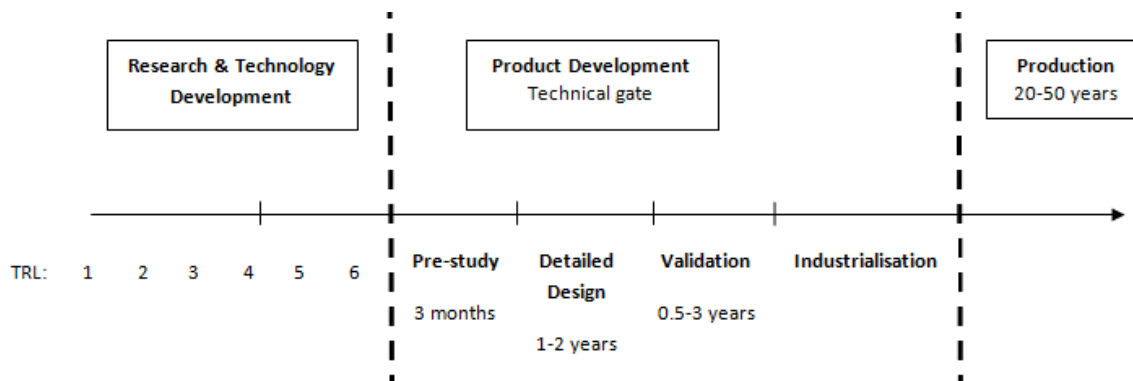 Research & Technology
Development
Product Development
Technical gate
Production
20-50 years
TRL: 1 2 3 4 5 6
Pre-study
3 months
Detailed
Design
1-2 years
Validation
0.5-3 years
Industrialisation